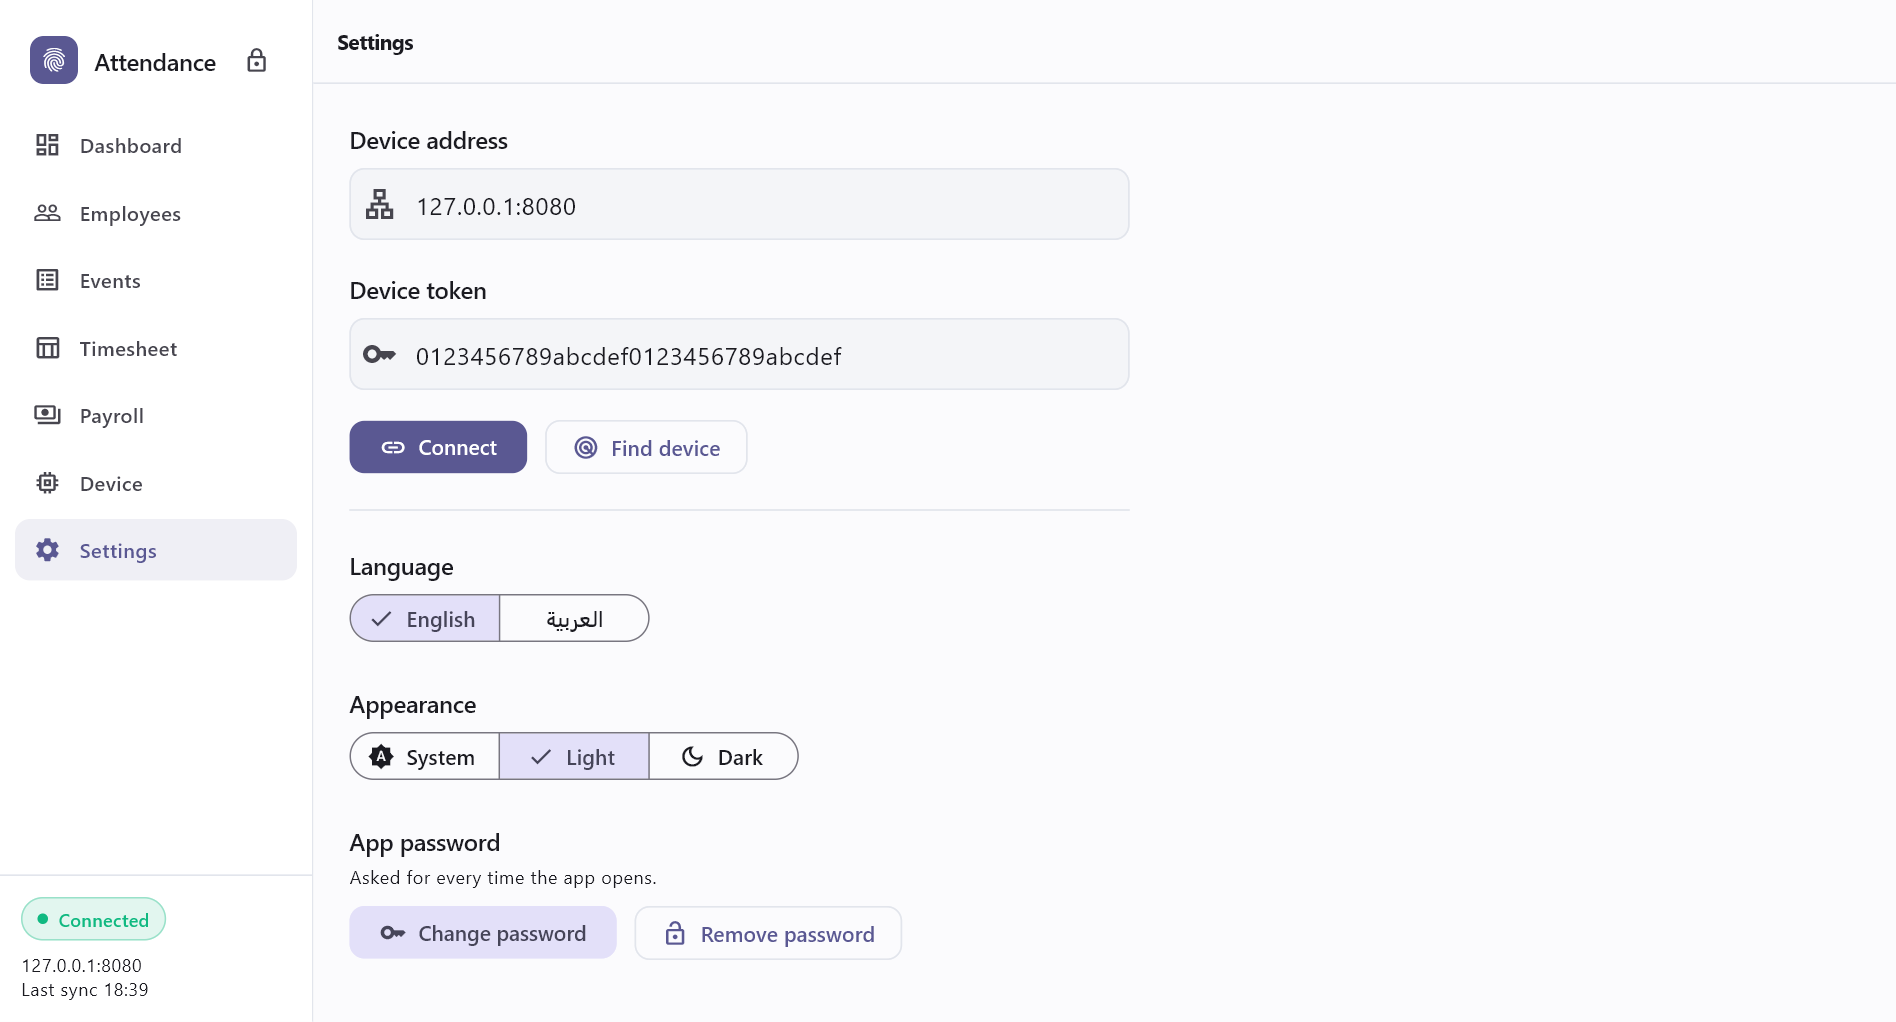 Attendance
Dashboard
Employees
Events
Timesheet
Payroll
Device
Settings
Connected
127.0.0.1:8080
Last sync 18:39
Settings
Device address
127.0.0.1:8080
Device token
0123456789abcdef0123456789abcdef
Connect
Find device
Language
English
العربية
Appearance
System
Light
Dark
App password
Asked for every time the app opens.
Change password
Remove password